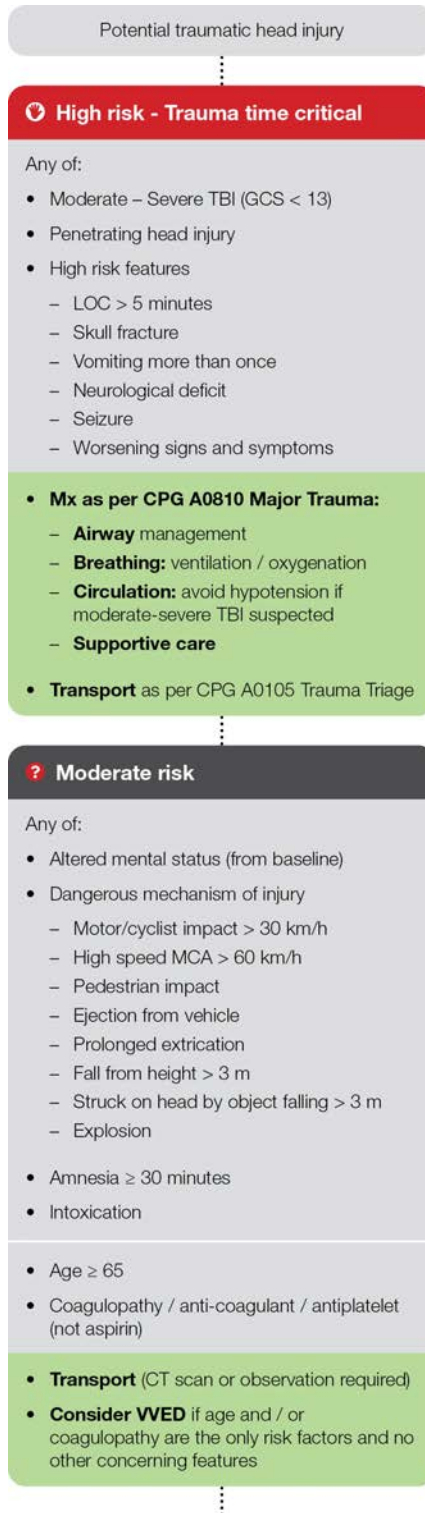 Potential traumatic head injury
High risk - Trauma time critical
Any of:
• Moderate – Severe TBI (GCS < 13)
• Penetrating head injury
• High risk features
– LOC > 5 minutes
– Skull fracture
– Vomiting more than once
– Neurological deficit
– Seizure
– Worsening signs and symptoms
• Mx as per CPG A0810 Major Trauma:
– Airway management
– Breathing: ventilation / oxygenation
– Circulation: avoid hypotension if
moderate-severe TBI suspected
– Supportive care
• Transport as per CPG A0105 Trauma Triage
? Moderate risk
Any of:
• Altered mental status (from baseline)
• Dangerous mechanism of injury
– Motor/cyclist impact > 30 km/h
– High speed MCA > 60 km/h
– Pedestrian impact
– Ejection from vehicle
– Prolonged extrication
– Fall from height > 3 m
– Struck on head by object falling > 3 m
– Explosion
• Amnesia ≥ 30 minutes
• Intoxication
• Age ≥ 65
• Coagulopathy / anti-coagulant / antiplatelet
(not aspirin)
• Transport (CT scan or observation required)
• Consider VVED if age and / or
coagulopathy are the only risk factors and no
other concerning features